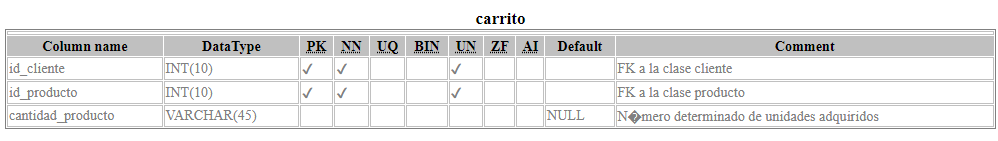 carrito
Column name DataType PK NN UQ BIN UN ZF AI Default Comment
id_cliente INT(10) ✓ ✓ ✓ FK a la clase cliente
id_producto INT(10) ✓ ✓ ✓ FK a la clase producto
cantidad_producto VARCHAR(45) NULL N�mero determinado de unidades adquiridos